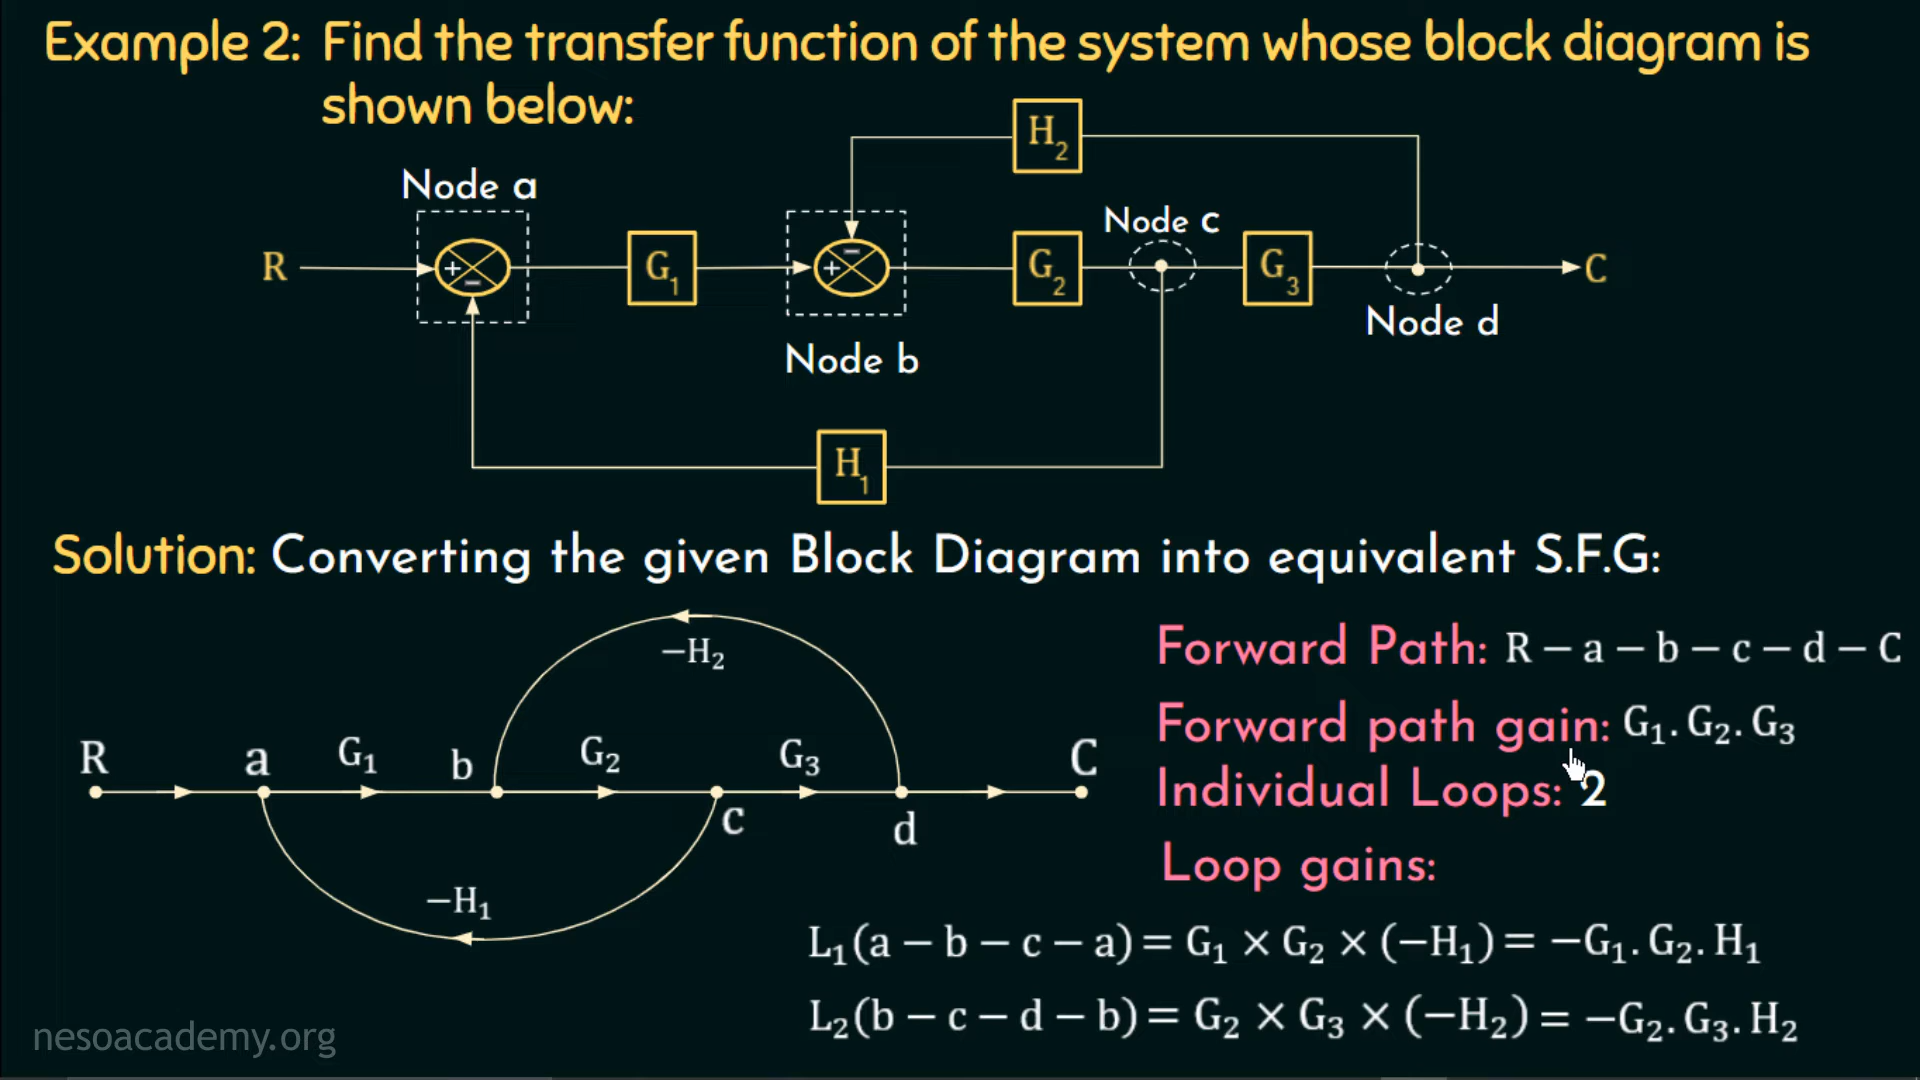 Example 2: Find the transfer function of the system whose block diagram is
shown below:
H₂
Node a
Node c
R
+
−
G₁
+
−
G₂
G₃
C
Node d
Node b
H₁
Solution: Converting the given Block Diagram into equivalent S.F.G:
−H₂
R
a
G₁
b
G₂
G₃
C
c
d
−H₁
Forward Path: R − a − b − c − d − C
Forward path gain: G₁. G₂. G₃
Individual Loops: 2
Loop gains:
L₁(a − b − c − a) = G₁ × G₂ × (−H₁) = −G₁. G₂. H₁
L₂(b − c − d − b) = G₂ × G₃ × (−H₂) = −G₂. G₃. H₂
nesoacademy.org